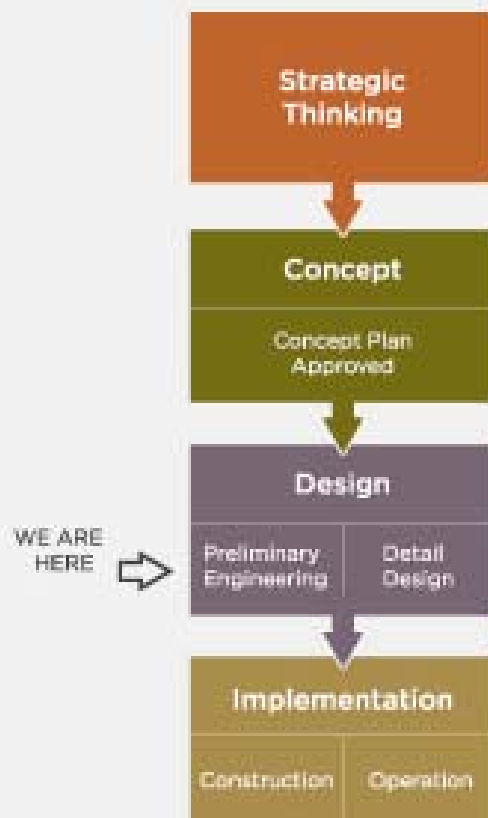 Strategic
Thinking
Concept
Concept Plan
Approved
Design
WE ARE
HERE
Preliminary
Engineering
Detail
Design
Implementation
Construction
Operation